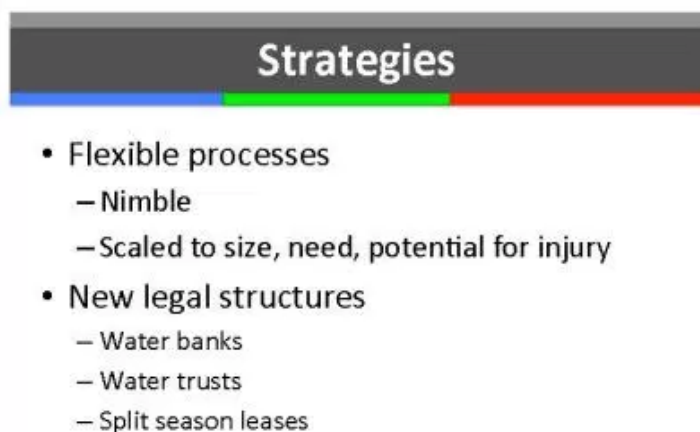 Strategies
• Flexible processes
– Nimble
– Scaled to size, need, potential for injury
• New legal structures
– Water banks
– Water trusts
– Split season leases